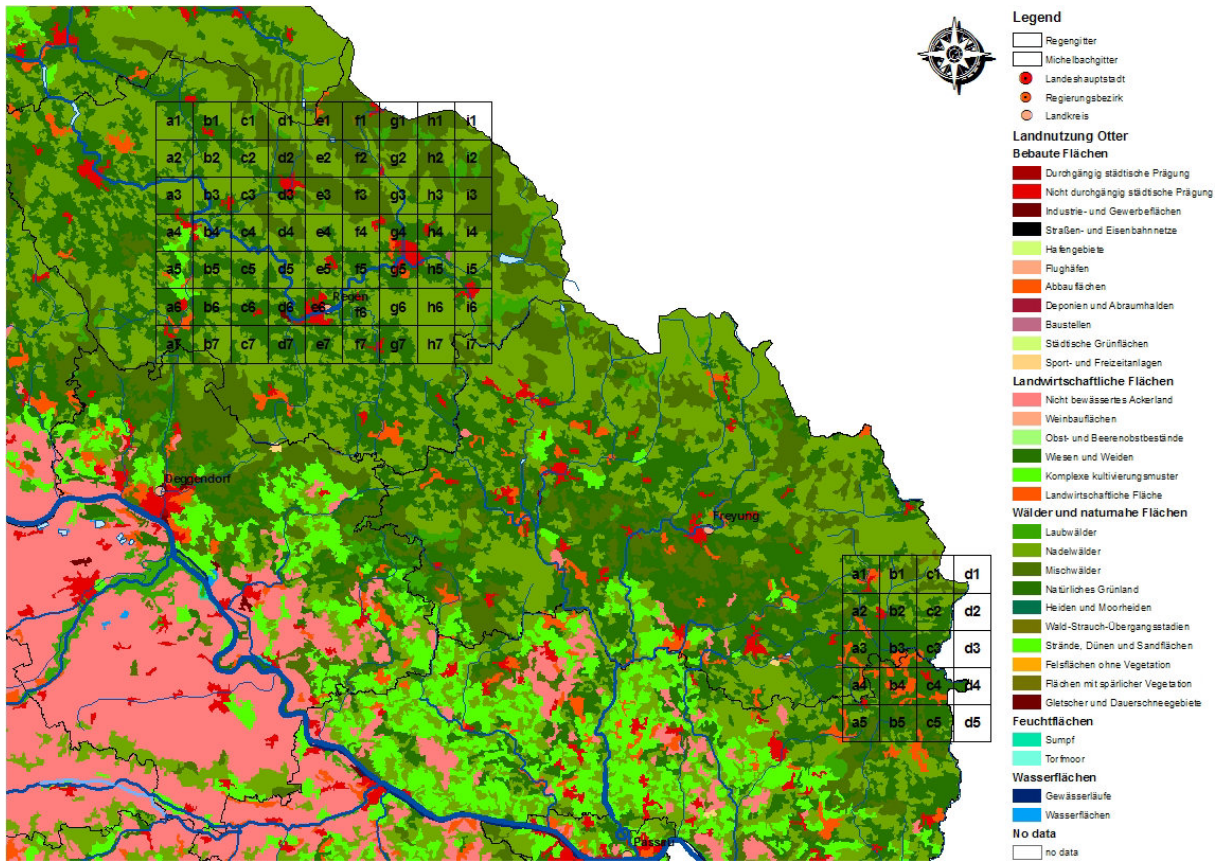 a1 b1 c1 d1 e1 f1 g1 h1 i1
a2 b2 c2 d2 e2 f2 g2 h2 i2
a3 b3 c3 d3 e3 f3 g3 h3 i3
a4 b4 c4 d4 e4 f4 g4 h4 i4
a5 b5 c5 d5 e5 f5 g5 h5 i5
Regen
a6 b6 c6 d6 e6 f6 g6 h6 i6
a7 b7 c7 d7 e7 f7 g7 h7 i7
Deggendorf
Freyung
a1 b1 c1 d1
a2 b2 c2 d2
a3 b3 c3 d3
a4 b4 c4 d4
a5 b5 c5 d5
Passau
Legend
Regengitter
Michelbachgitter
Landeshauptstadt
Regierungsbezirk
Landkreis
Landnutzung Otter
Bebaute Flächen
Durchgängig städtische Prägung
Nicht durchgängig städtische Prägung
Industrie- und Gewerbeflächen
Straßen- und Eisenbahnnetze
Hafengebiete
Flughäfen
Abbauflächen
Deponien und Abraumhalden
Baustellen
Städtische Grünflächen
Sport- und Freizeitanlagen
Landwirtschaftliche Flächen
Nicht bewässertes Ackerland
Weinbauflächen
Obst- und Beerenobstbestände
Wiesen und Weiden
Komplexe kultivierungsmuster
Landwirtschaftliche Fläche
Wälder und naturnahe Flächen
Laubwälder
Nadelwälder
Mischwälder
Natürliches Grünland
Heiden und Moorheiden
Wald-Strauch-Übergangsstadien
Strände, Dünen und Sandflächen
Felsflächen ohne Vegetation
Flächen mit spärlicher Vegetation
Gletscher und Dauerschneegebiete
Feuchtflächen
Sumpf
Torfmoor
Wasserflächen
Gewässerläufe
Wasserflächen
No data
no data